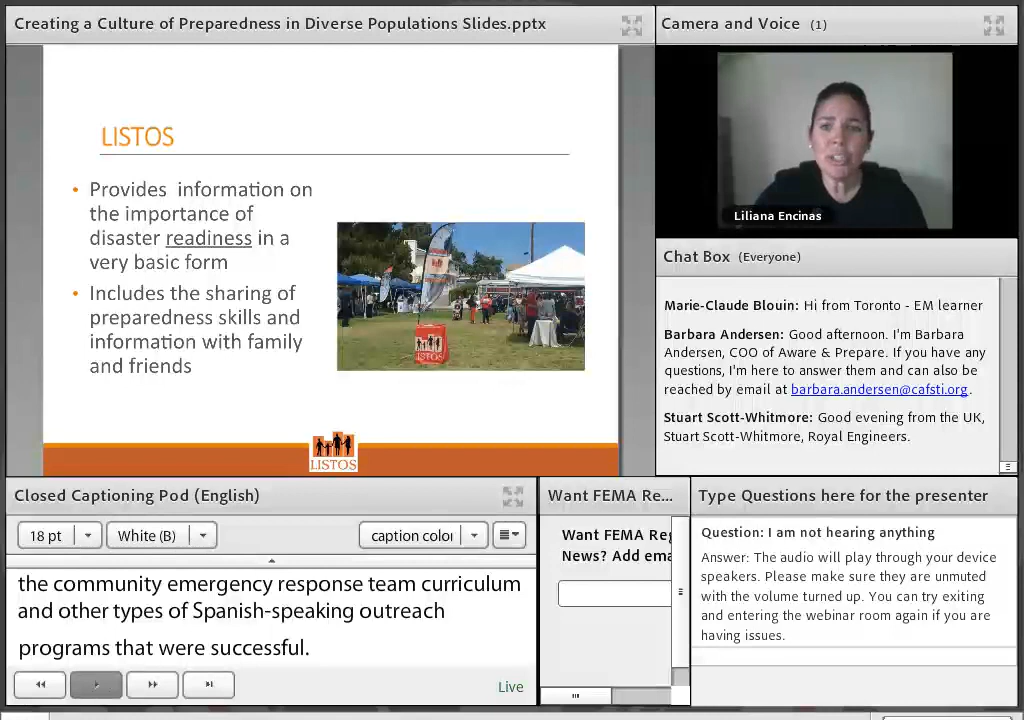 Creating a Culture of Preparedness in Diverse Populations Slides.pptx
LISTOS
• Provides information on
the importance of
disaster readiness in a
very basic form
• Includes the sharing of
preparedness skills and
information with family
and friends
LISTOS
LISTOS
Camera and Voice (1)
Liliana Encinas
Chat Box (Everyone)
Marie-Claude Blouin: Hi from Toronto - EM learner
Barbara Andersen: Good afternoon. I'm Barbara
Andersen, COO of Aware & Prepare. If you have any
questions, I'm here to answer them and can also be
reached by email at barbara.andersen@cafsti.org.
Stuart Scott-Whitmore: Good evening from the UK,
Stuart Scott-Whitmore, Royal Engineers.
Closed Captioning Pod (English)
18 pt
White (B)
caption color
the community emergency response team curriculum
and other types of Spanish-speaking outreach
programs that were successful.
Live
Want FEMA Re...
Want FEMA Reg
News? Add ema
Type Questions here for the presenter
Question: I am not hearing anything
Answer: The audio will play through your device
speakers. Please make sure they are unmuted
with the volume turned up. You can try exiting
and entering the webinar room again if you are
having issues.